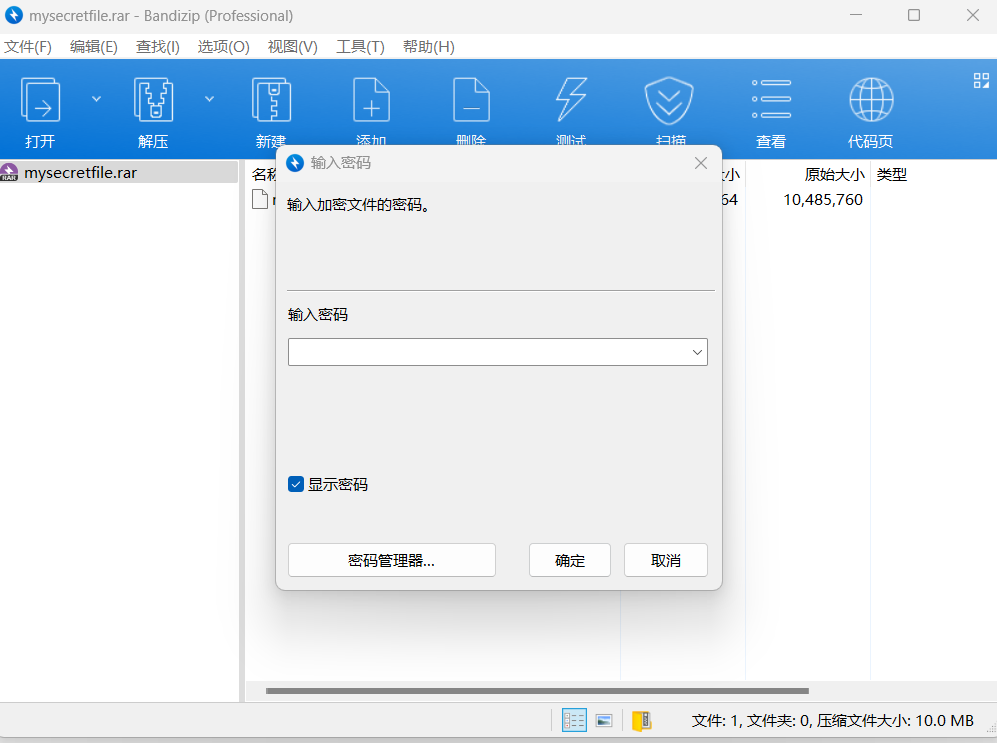 mysecretfile.rar - Bandizip (Professional)
文件(F) 编辑(E) 查找(I) 选项(O) 视图(V) 工具(T) 帮助(H)
打开 解压 新建 添加 删除 测试 扫描 查看 代码页
RAR mysecretfile.rar
名称 小 原始大小 类型
64 10,485,760
输入密码
输入加密文件的密码。
输入密码
显示密码
密码管理器... 确定 取消
文件: 1, 文件夹: 0, 压缩文件大小: 10.0 MB